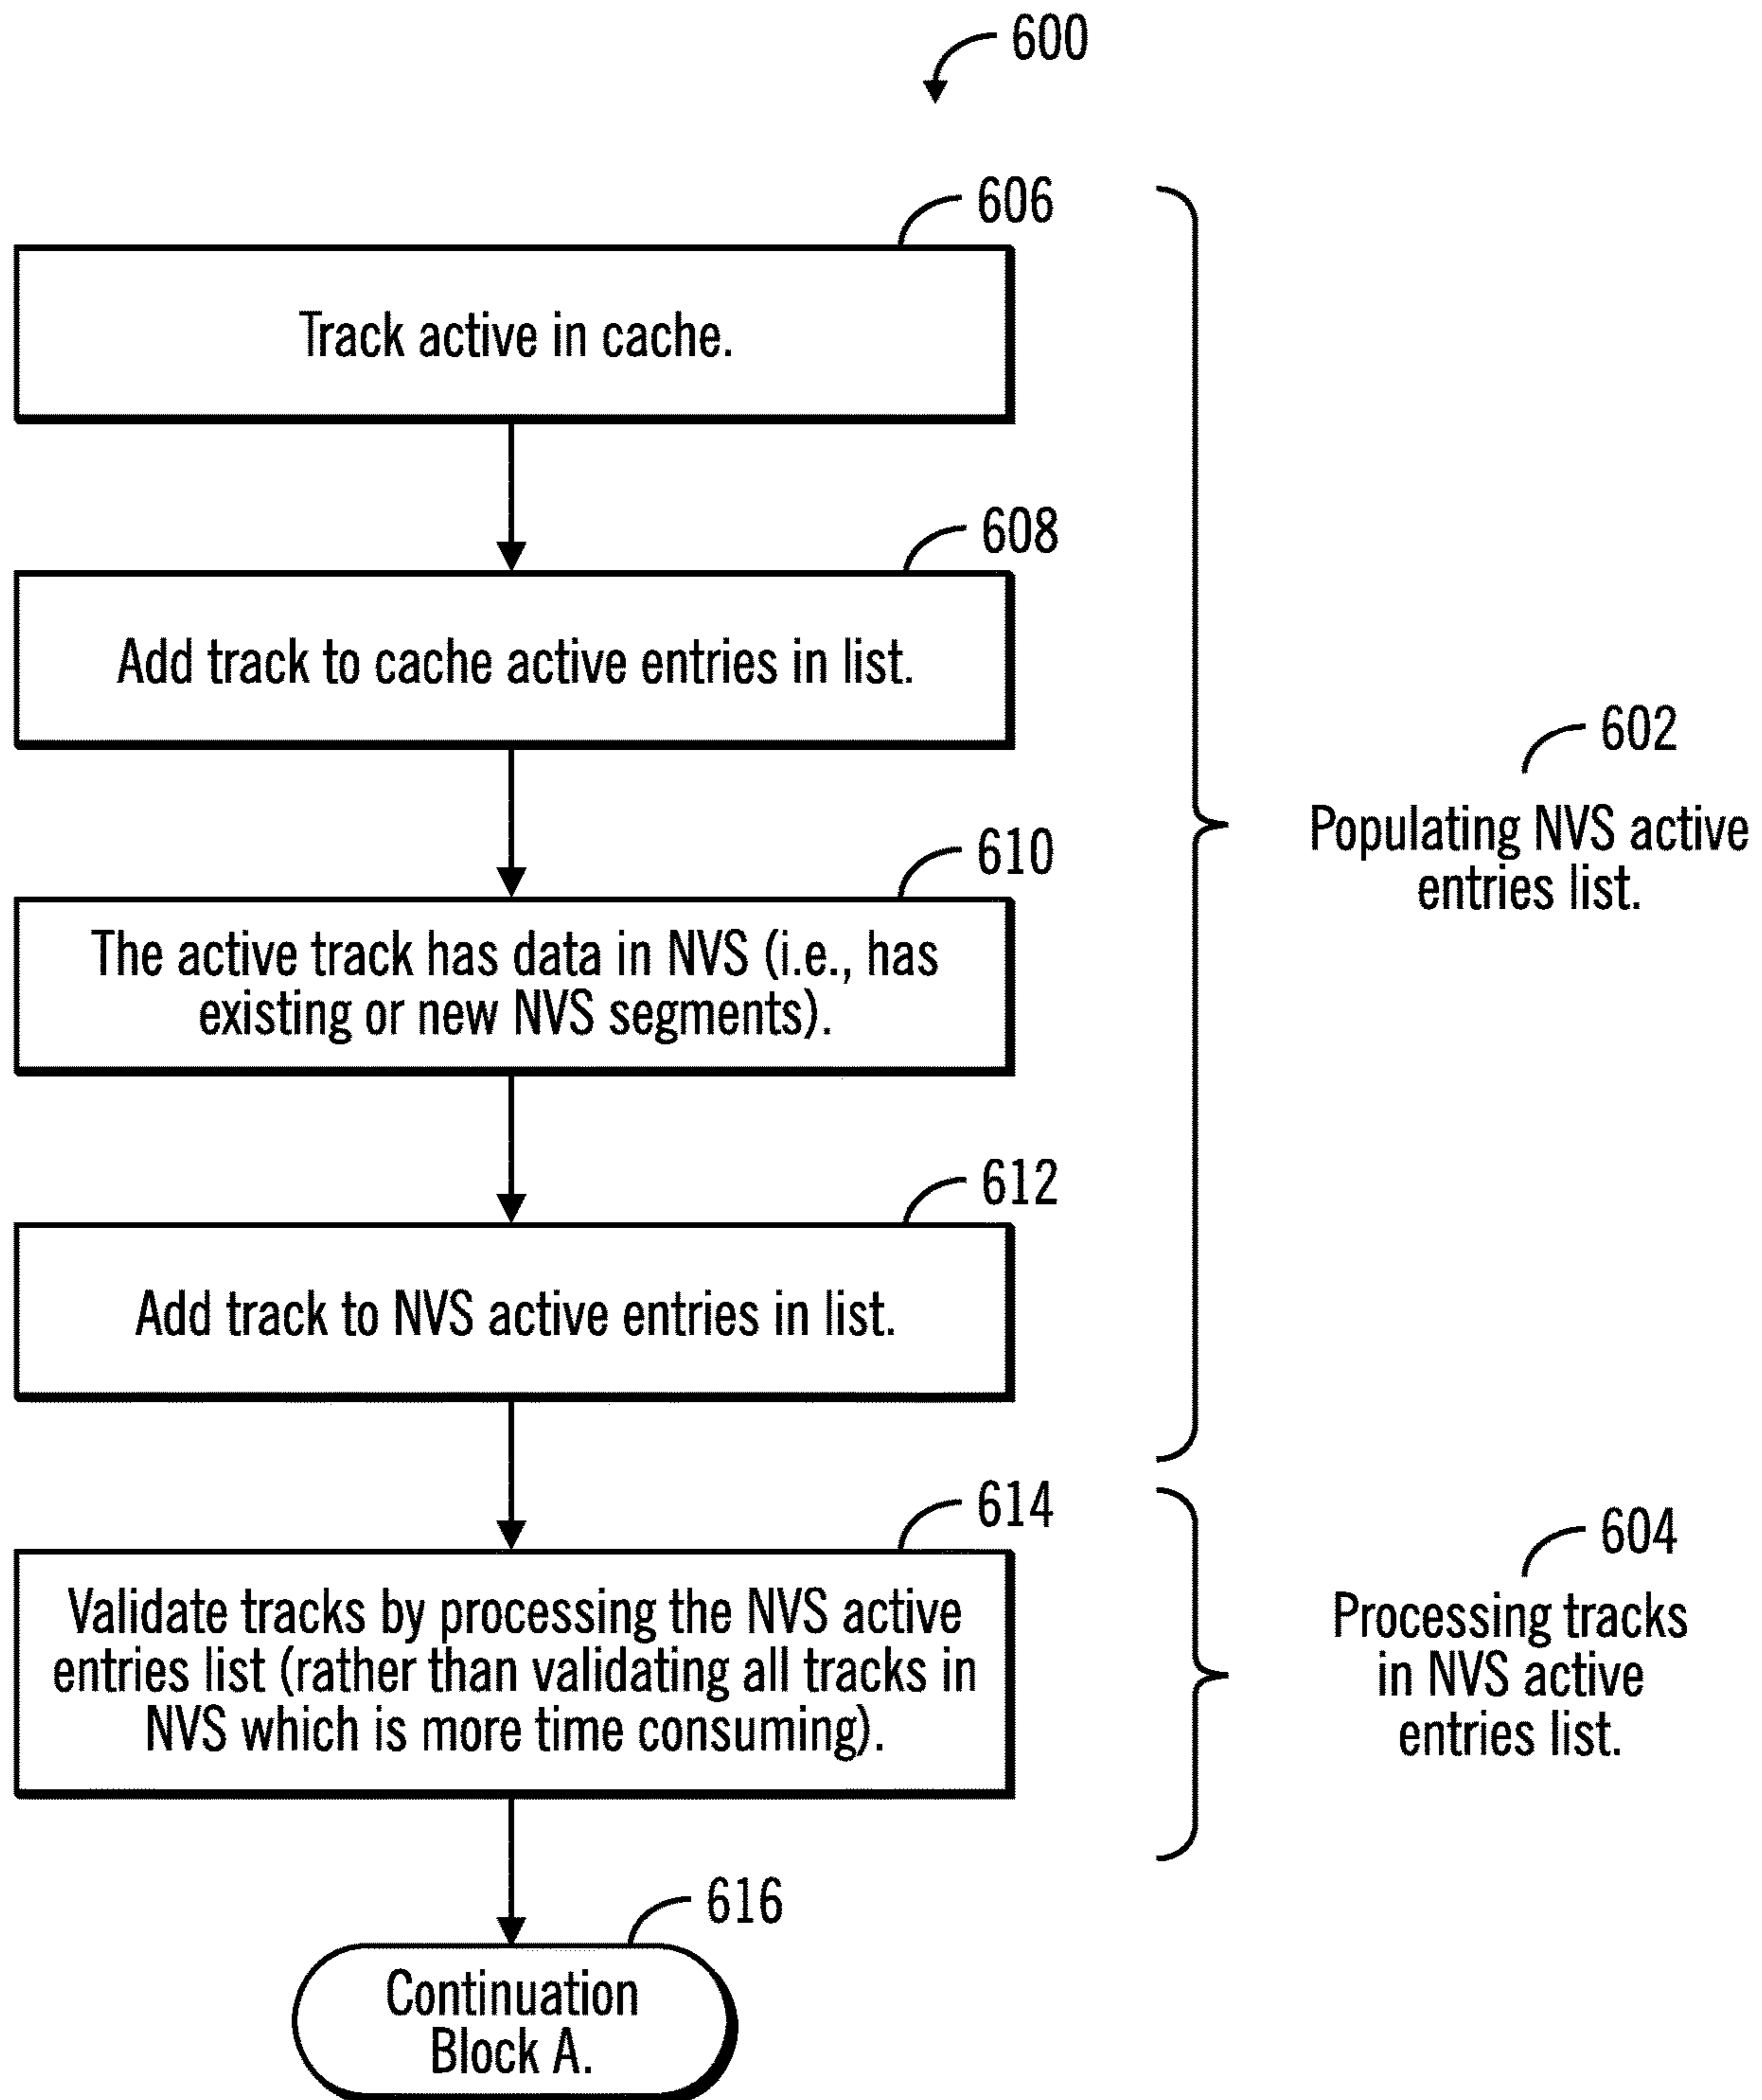 600
606
Track active in cache.
608
Add track to cache active entries in list.
602
Populating NVS active
entries list.
610
The active track has data in NVS (i.e., has
existing or new NVS segments).
612
Add track to NVS active entries in list.
614
Validate tracks by processing the NVS active
entries list (rather than validating all tracks in
NVS which is more time consuming).
604
Processing tracks
in NVS active
entries list.
616
Continuation
Block A.